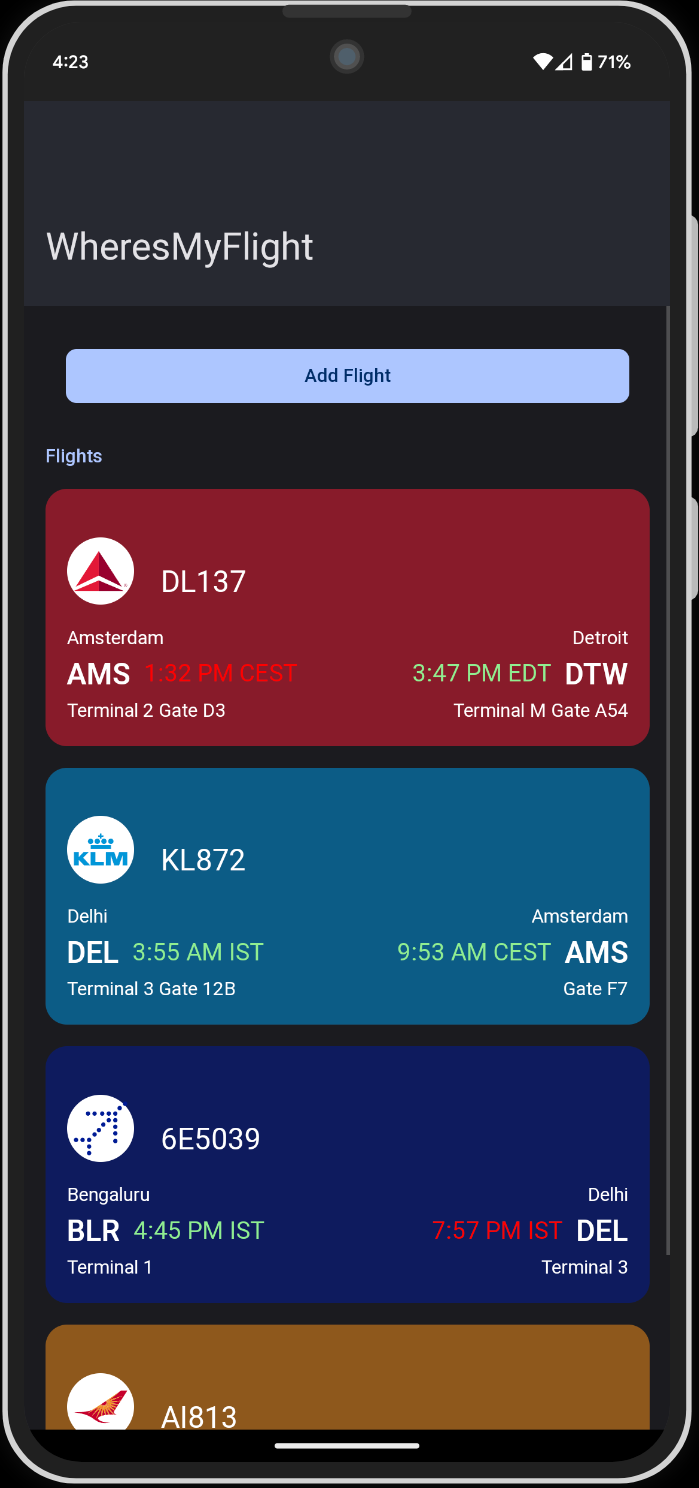 4:23 71%
WheresMyFlight
Add Flight
Flights
DL137
Amsterdam Detroit
AMS 1:32 PM CEST 3:47 PM EDT DTW
Terminal 2 Gate D3 Terminal M Gate A54
KLM KL872
Delhi Amsterdam
DEL 3:55 AM IST 9:53 AM CEST AMS
Terminal 3 Gate 12B Gate F7
6E5039
Bengaluru Delhi
BLR 4:45 PM IST 7:57 PM IST DEL
Terminal 1 Terminal 3
AI813